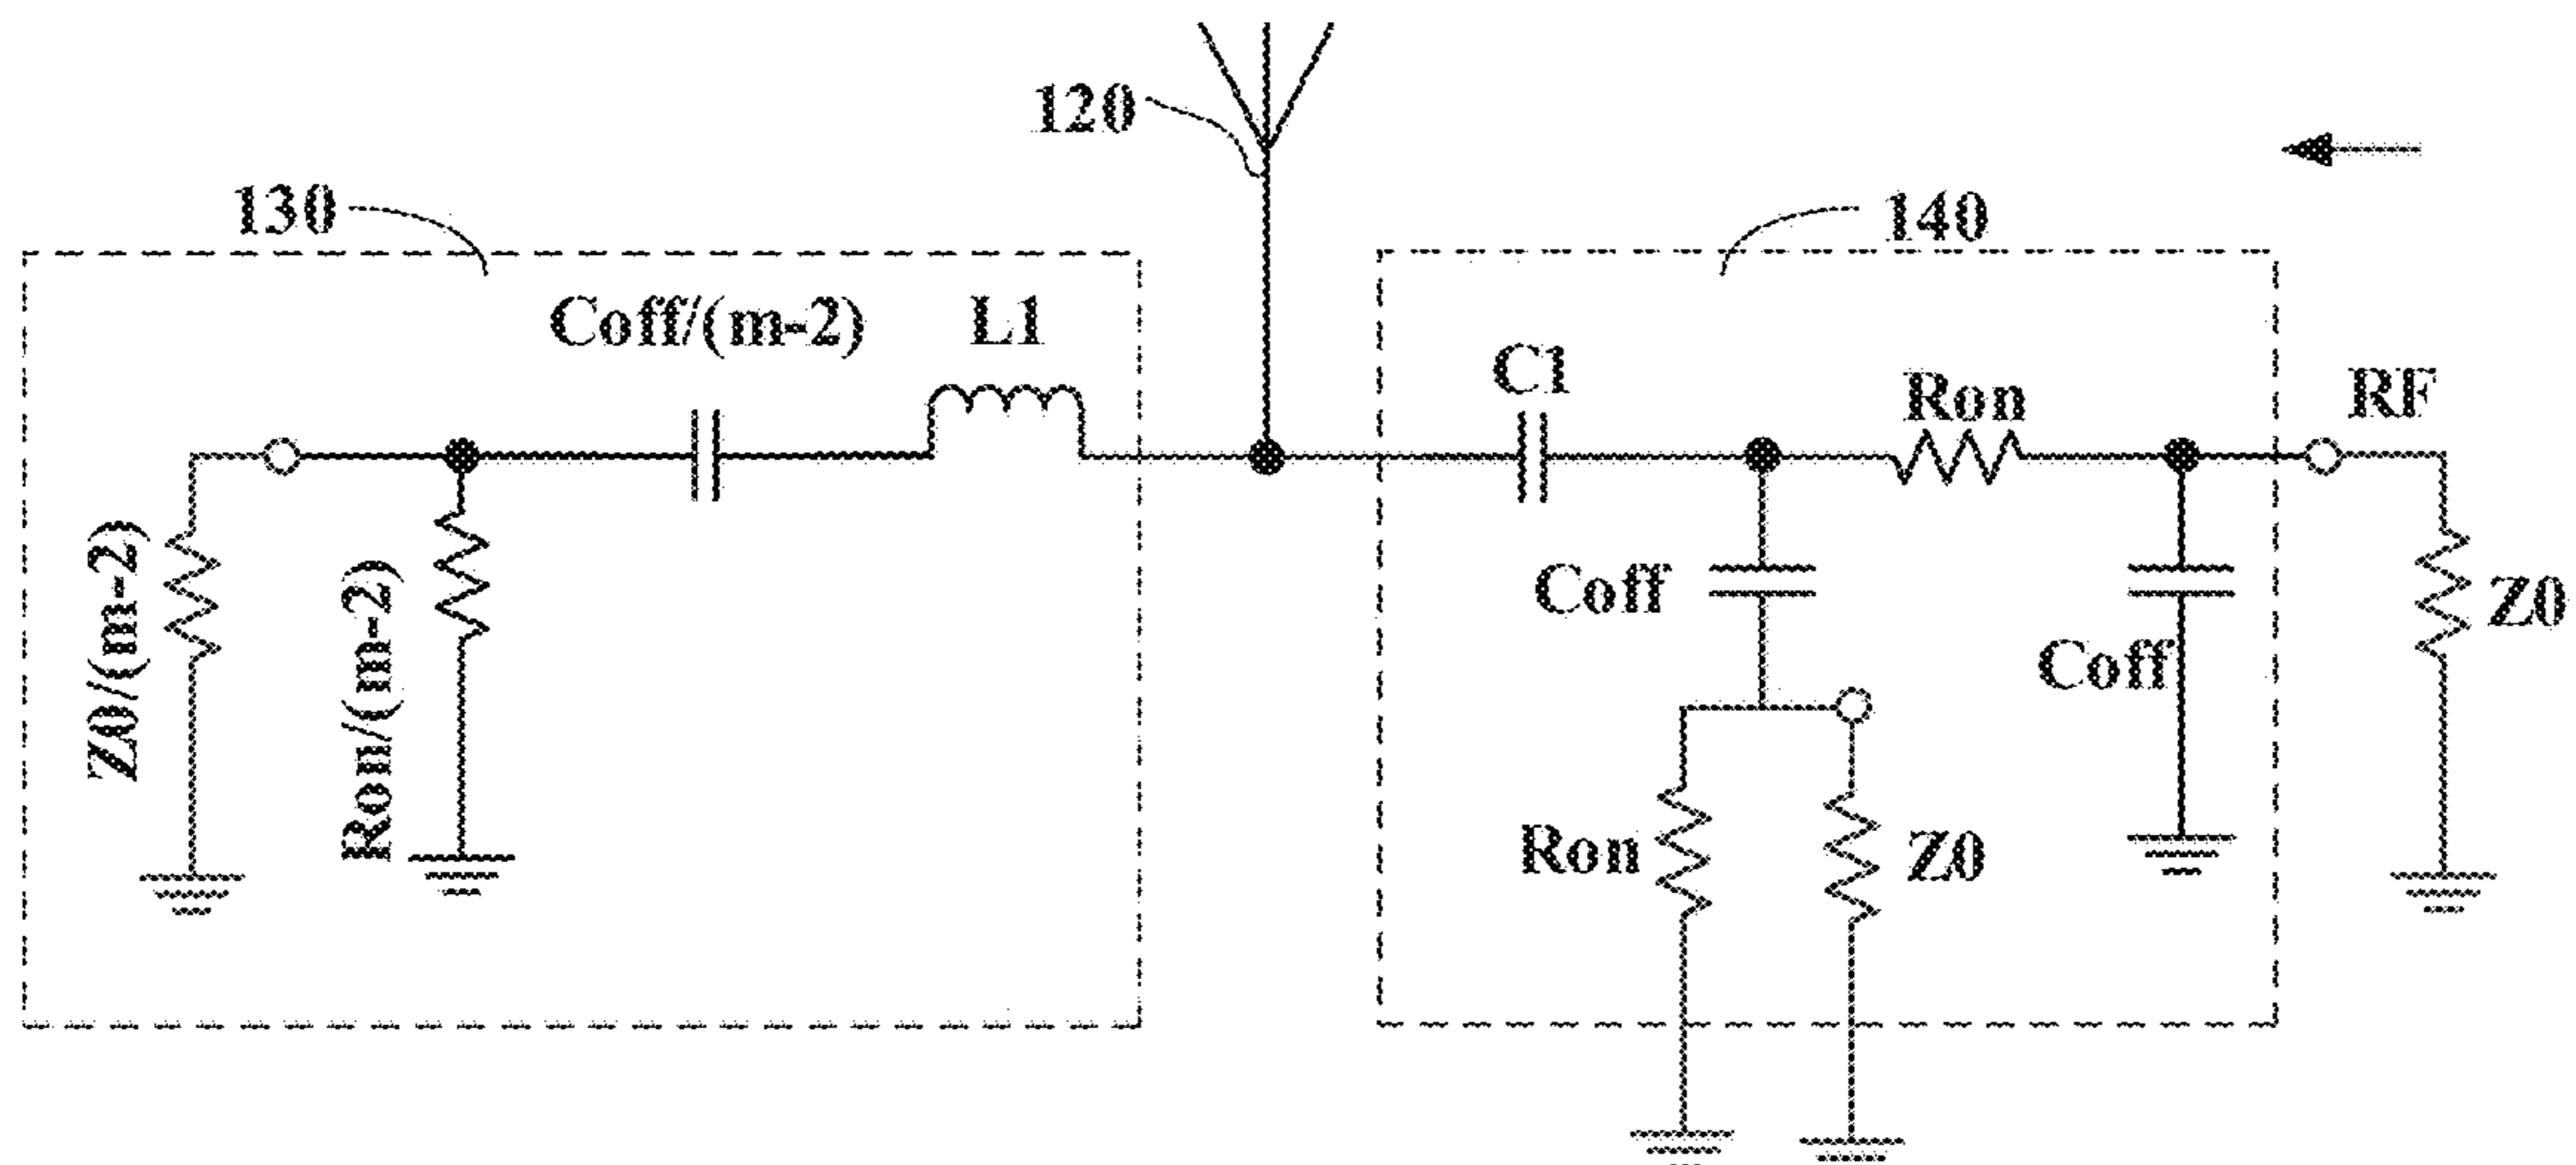 120
130
140
Coff/(m-2)
L1
C1
Ron
RF
Z0/(m-2)
Ron/(m-2)
Coff
Coff
Z0
Ron
Z0